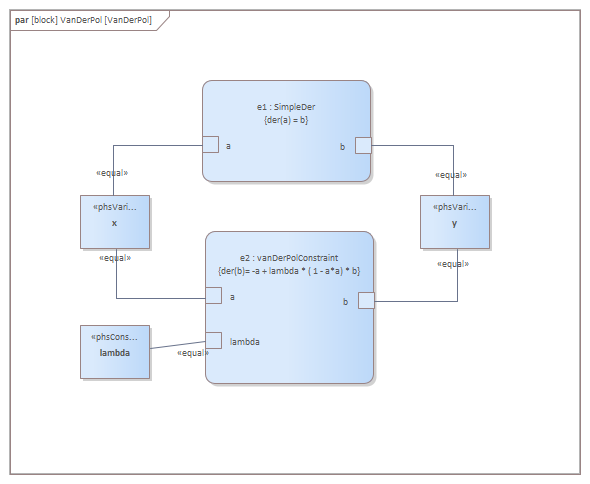 par [block] VanDerPol [VanDerPol]
e1 : SimpleDer
{der(a) = b}
a
b
«equal»
«equal»
«phsVari...
x
«phsVari...
y
«equal»
«equal»
e2 : vanDerPolConstraint
{der(b)= -a + lambda * ( 1 - a*a) * b}
a
b
«phsCons...
lambda
lambda
«equal»